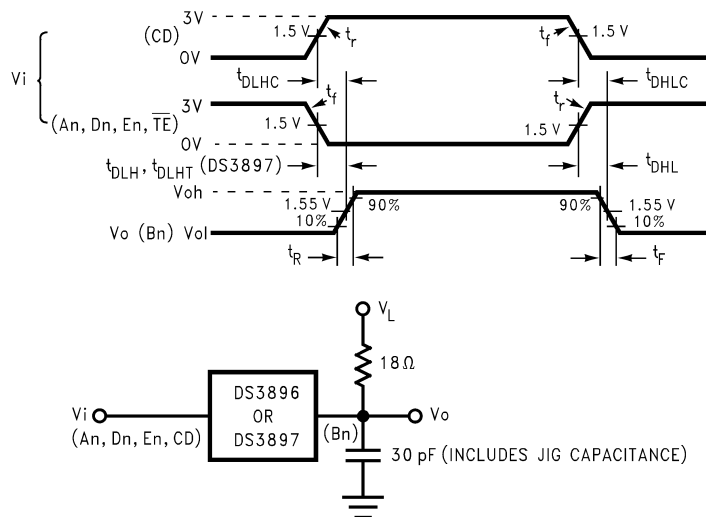 3V
(CD)
1.5 V
tr
tf
1.5 V
0V
Vi
tDLHC
tDHLC
3V
tf
tr
(An, Dn, En, TE)
1.5 V
1.5 V
0V
tDLH, tDLHT (DS3897)
tDHL
Voh
1.55V
90%
90%
1.55V
10%
10%
Vo (Bn) Vol
tR
tF
VL
18Ω
DS3896
OR
DS3897
Vi
(An, Dn, En, CD)
(Bn)
Vo
30 pF (INCLUDES JIG CAPACITANCE)